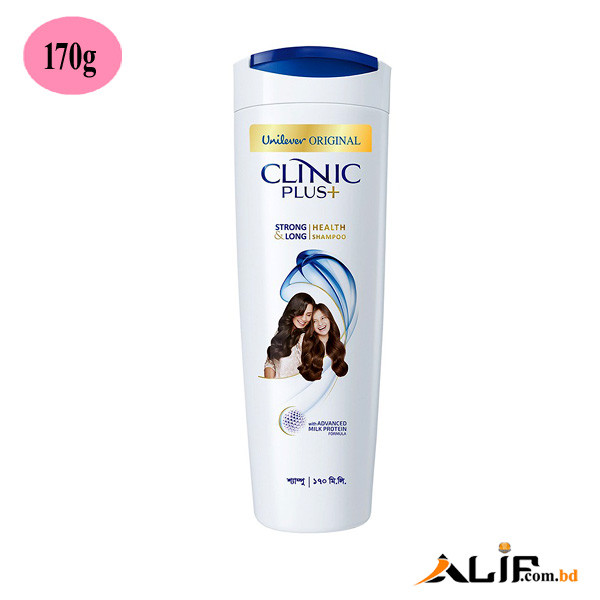 170g
Unilever ORIGINAL
CLINIC
PLUS+
STRONG & LONG
HEALTH SHAMPOO
with ADVANCED
MILK PROTEIN
FORMULA
শ্যাম্পু | ১৭০ মি.লি.
ALIF.com.bd